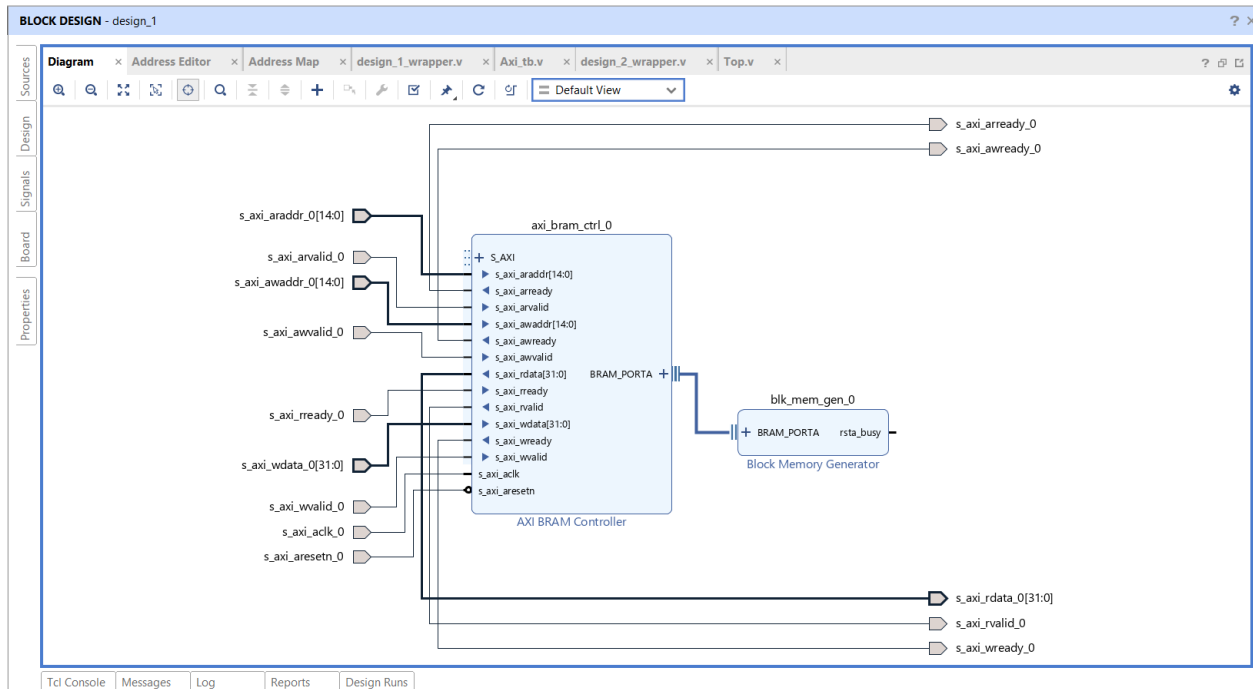 BLOCK DESIGN - design_1
? ×
Sources
Design
Signals
Board
Properties
Diagram × Address Editor × Address Map × design_1_wrapper.v × Axi_tb.v × design_2_wrapper.v × Top.v ×
?
Default View
s_axi_arready_0
s_axi_awready_0
s_axi_araddr_0[14:0]
s_axi_arvalid_0
s_axi_awaddr_0[14:0]
s_axi_awvalid_0
s_axi_rready_0
s_axi_wdata_0[31:0]
s_axi_wvalid_0
s_axi_aclk_0
s_axi_aresetn_0
axi_bram_ctrl_0
S_AXI
s_axi_araddr[14:0]
s_axi_arready
s_axi_arvalid
s_axi_awaddr[14:0]
s_axi_awready
s_axi_awvalid
s_axi_rdata[31:0]
s_axi_rready
s_axi_rvalid
s_axi_wdata[31:0]
s_axi_wready
s_axi_wvalid
s_axi_aclk
s_axi_aresetn
BRAM_PORTA
AXI BRAM Controller
blk_mem_gen_0
BRAM_PORTA rsta_busy
Block Memory Generator
s_axi_rdata_0[31:0]
s_axi_rvalid_0
s_axi_wready_0
Tcl Console Messages Log Reports Design Runs